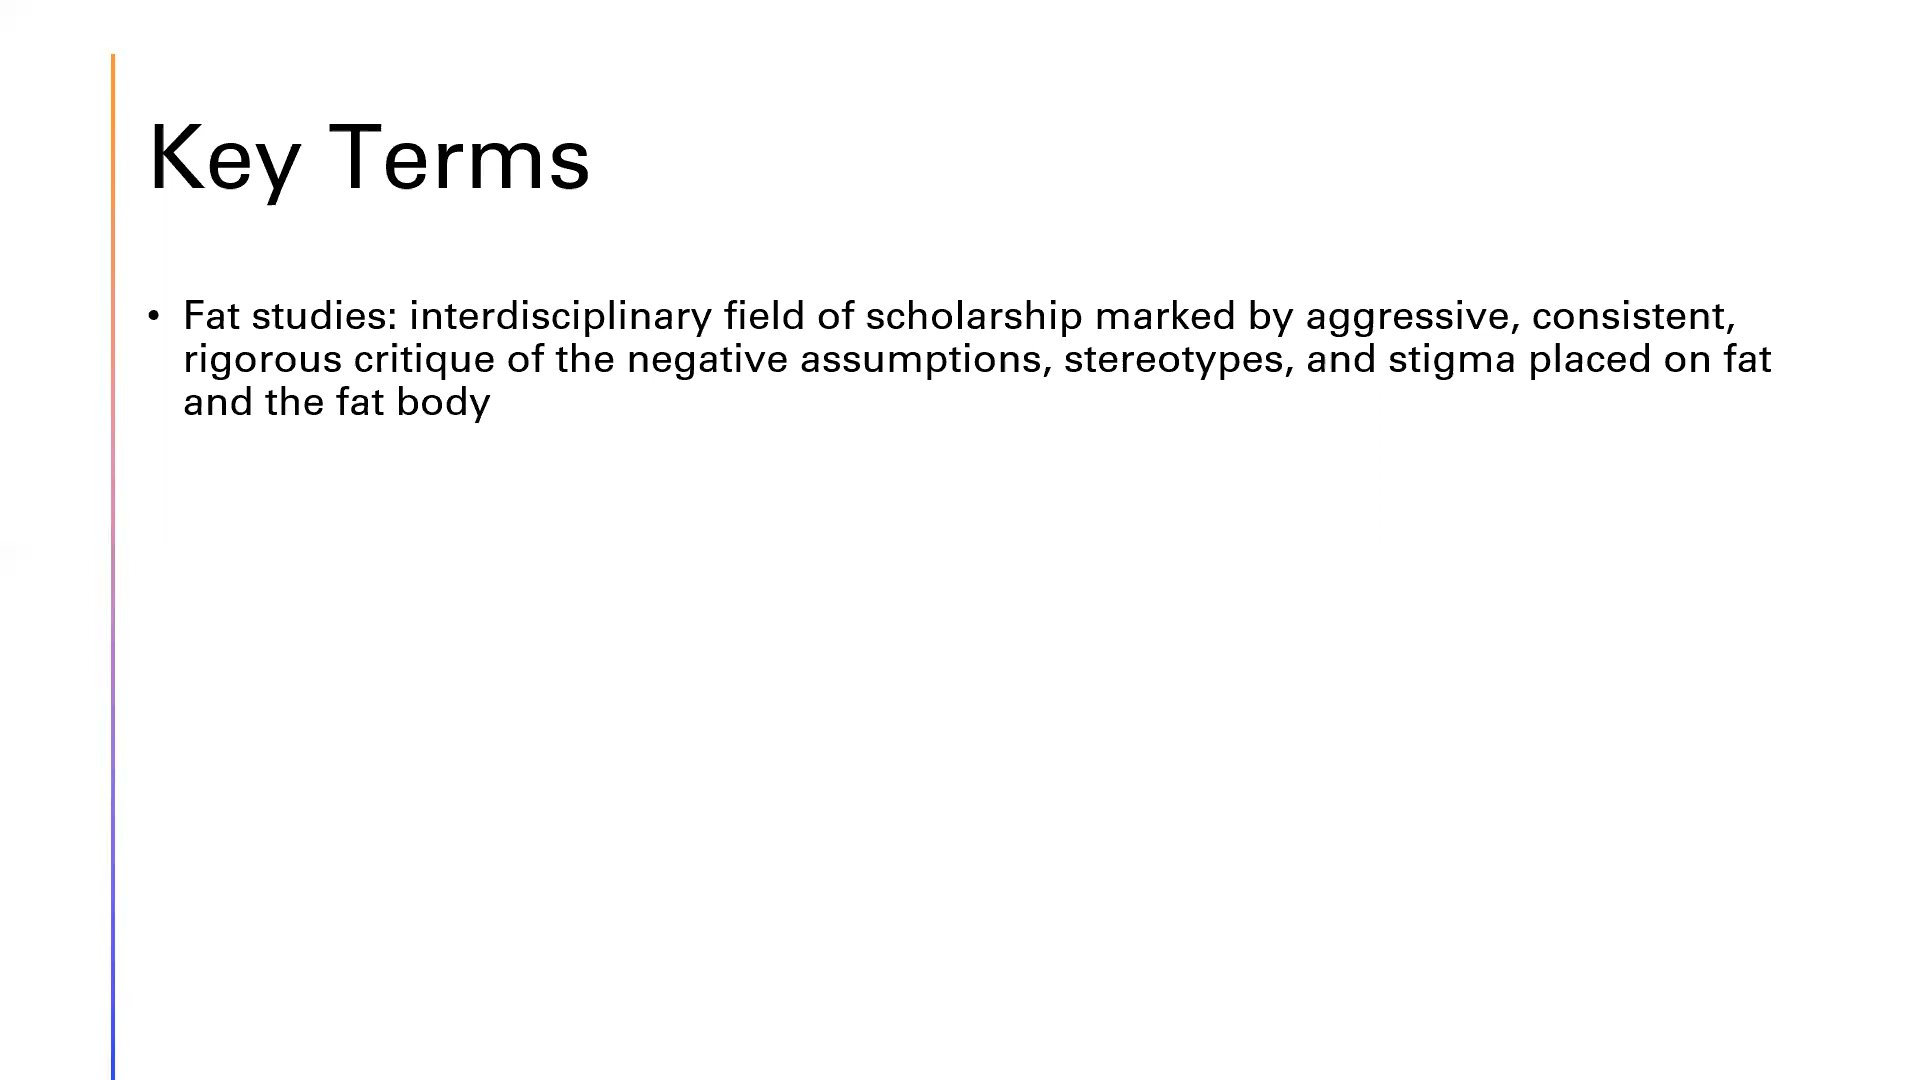 Key Terms
• Fat studies: interdisciplinary field of scholarship marked by aggressive, consistent,
rigorous critique of the negative assumptions, stereotypes, and stigma placed on fat
and the fat body